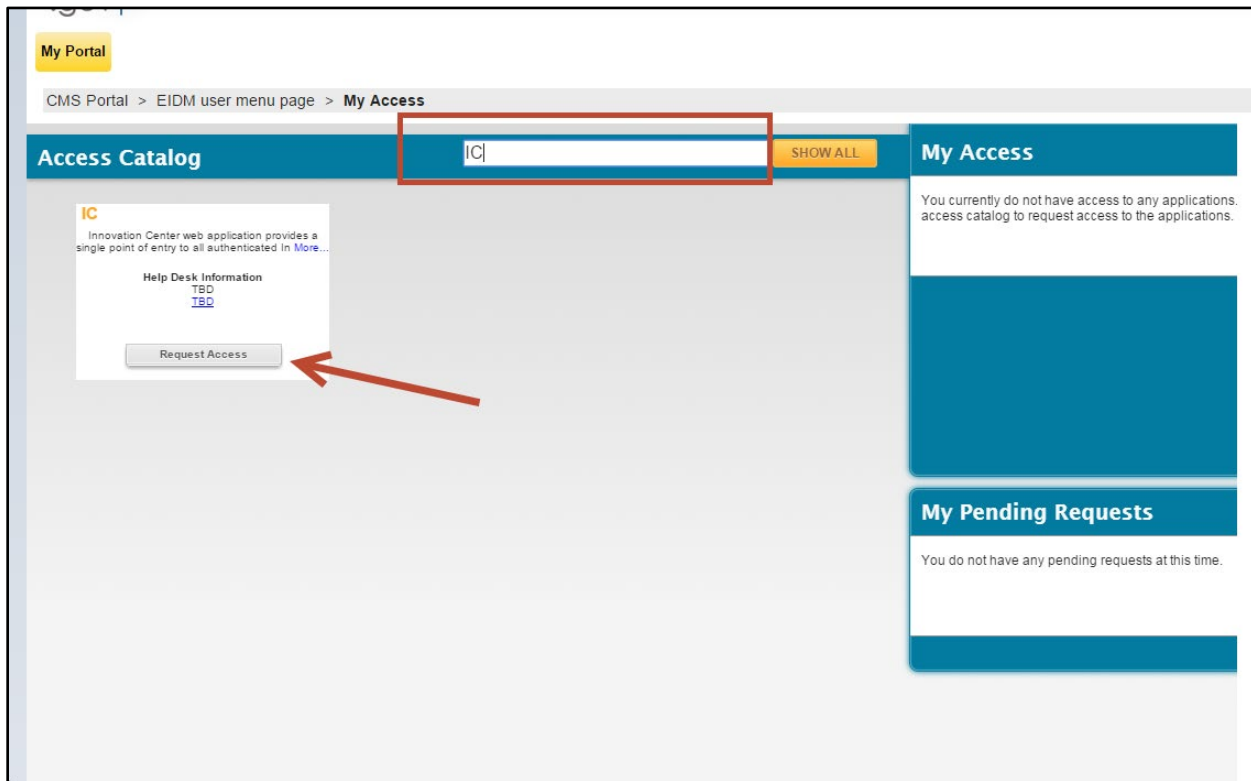 My Portal
CMS Portal > EIDM user menu page > My Access
Access Catalog
IC
SHOW ALL
IC
Innovation Center web application provides a
single point of entry to all authenticated In More...
Help Desk Information
TBD
TBD
Request Access
My Access
You currently do not have access to any applications.
access catalog to request access to the applications.
My Pending Requests
You do not have any pending requests at this time.